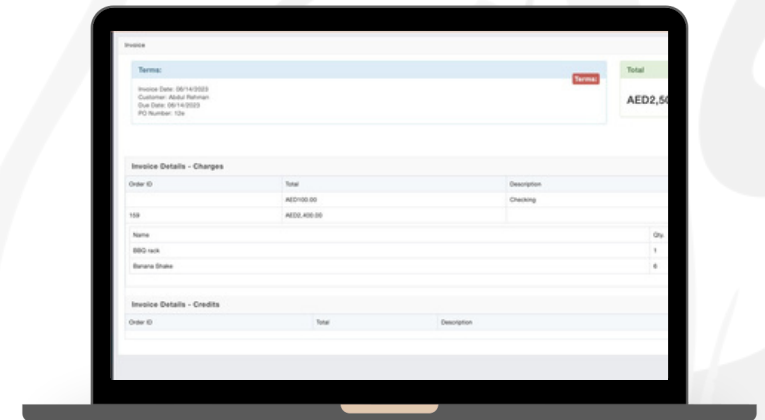 Invoice
Terms:
Terms:
Invoice Date: 06/14/2023
Customer: Abdul Rehman
Due Date: 06/14/2023
PO Number: 12e
Total
AED2,50
Invoice Details - Charges
Order ID Total Description
AED100.00 Checking
159 AED2,400.00
Name Qty
BBQ rack 1
Banana Shake 6
Invoice Details - Credits
Order ID Total Description